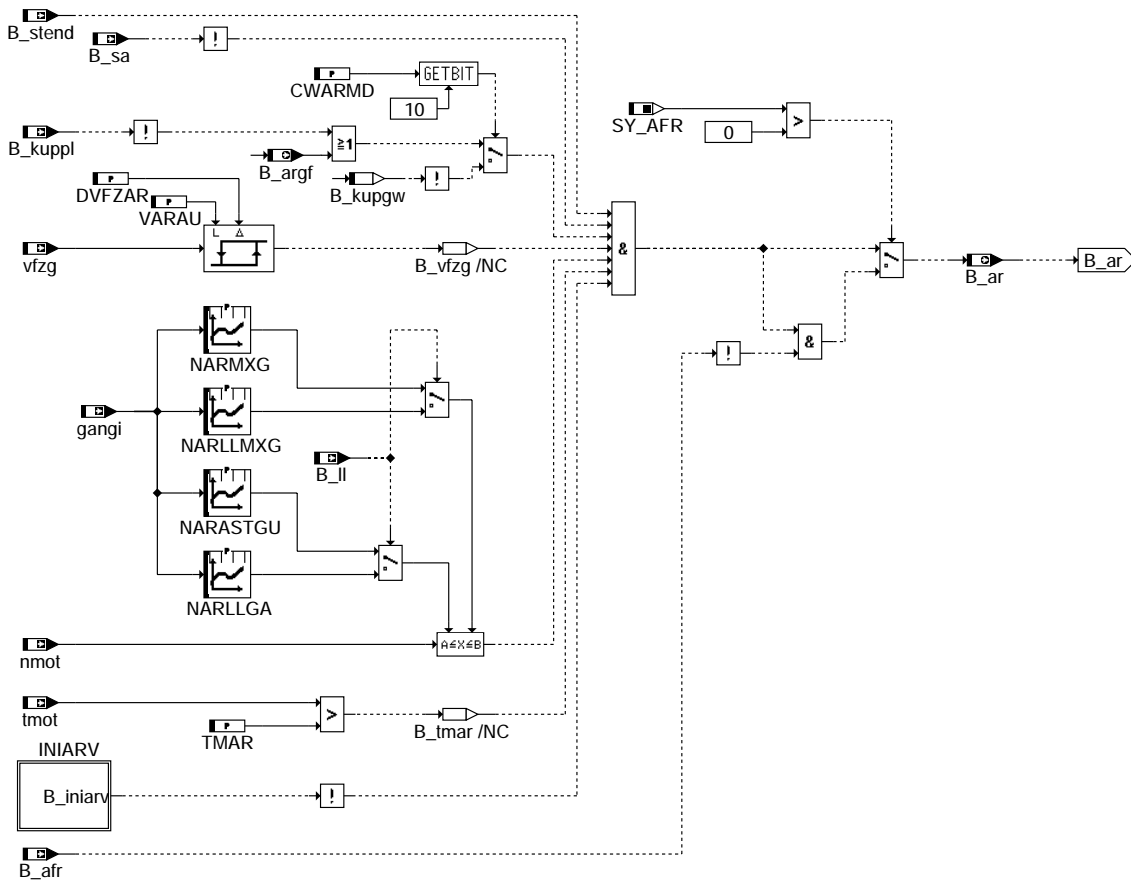 B_stend
B_sa
!
CWARMD
P
GETBIT
10
SY_AFR
0
>
B_kuppl
!
≥1
B_argf
B_kupgw
!
DVFZAR
P
VARAU
P
L Δ
vfzg
B_vfzg /NC
&
B_ar
B_ar
P
NARMXG
!
&
gangi
P
NARLLMXG
B_ll
P
NARASTGU
P
NARLLGA
nmot
A≤X≤B
tmot
P
TMAR
>
B_tmar /NC
INIARV
B_iniarv
!
B_afr